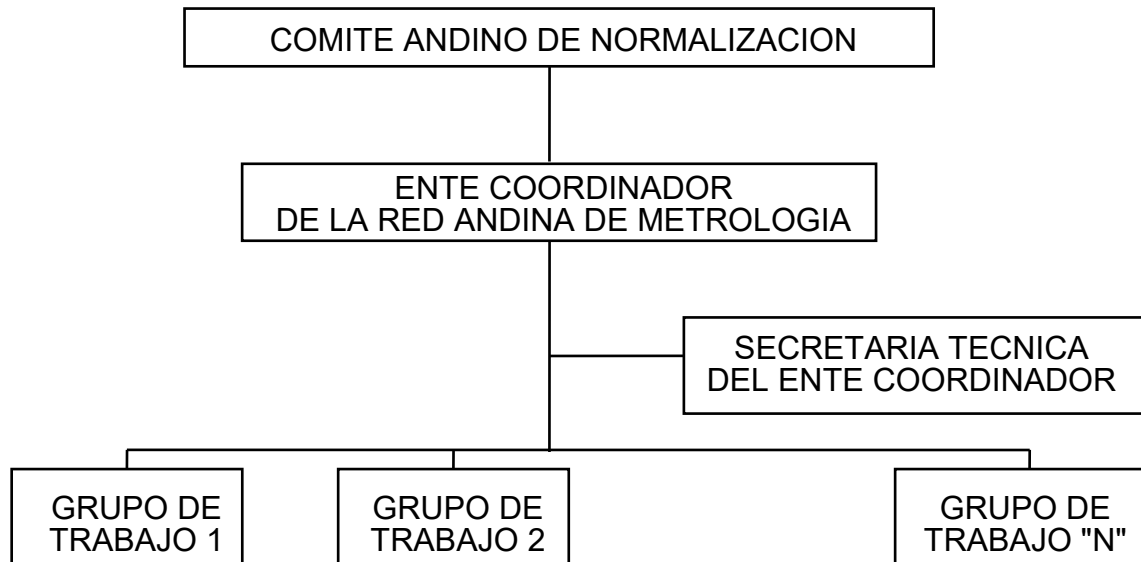 COMITE ANDINO DE NORMALIZACION
ENTE COORDINADOR
DE LA RED ANDINA DE METROLOGIA
SECRETARIA TECNICA
DEL ENTE COORDINADOR
GRUPO DE
TRABAJO 1
GRUPO DE
TRABAJO 2
GRUPO DE
TRABAJO "N"